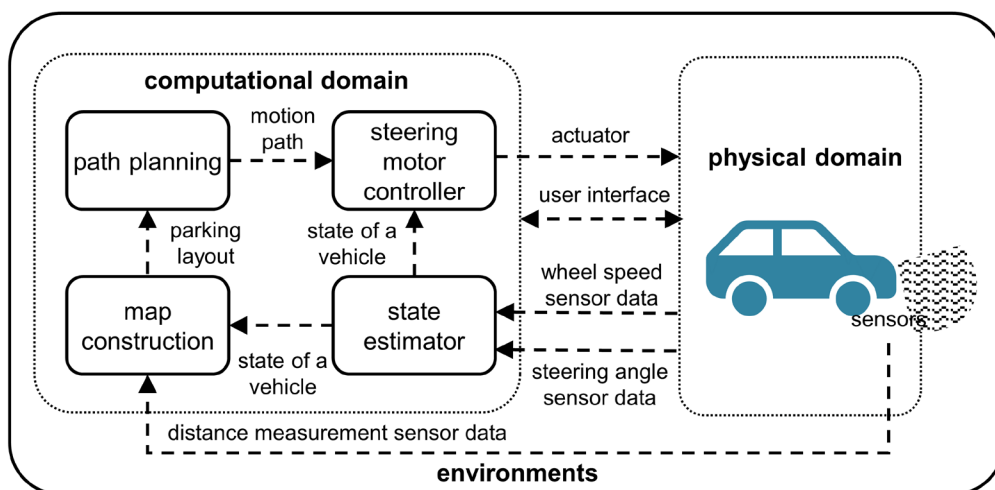 computational domain
path planning
motion
path
steering
motor
controller
actuator
physical domain
user interface
parking
layout
state of a
vehicle
wheel speed
sensor data
map
construction
state
estimator
sensors
state of a
vehicle
steering angle
sensor data
distance measurement sensor data
environments